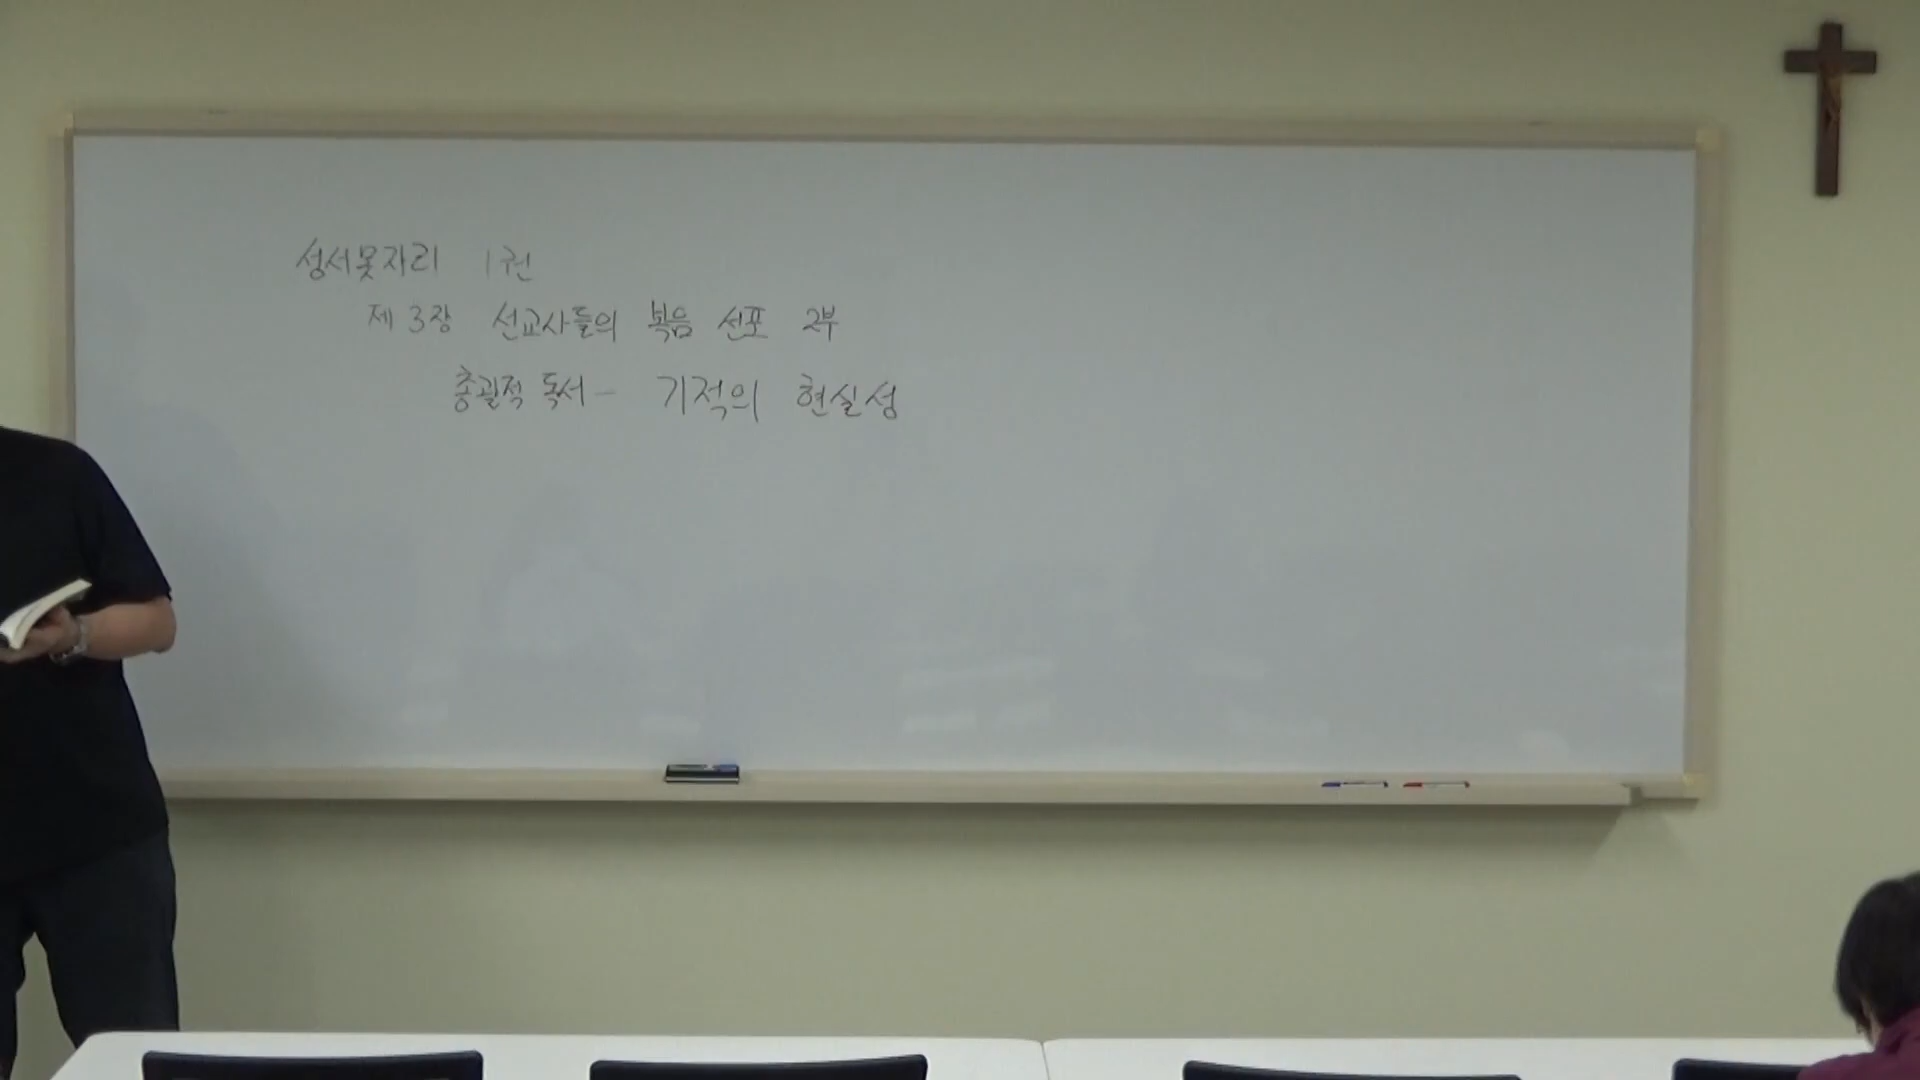 성서못자리 1권
제 3장 선교사들의 복음 선포 2부
총괄적 독서 - 기적의 현실성